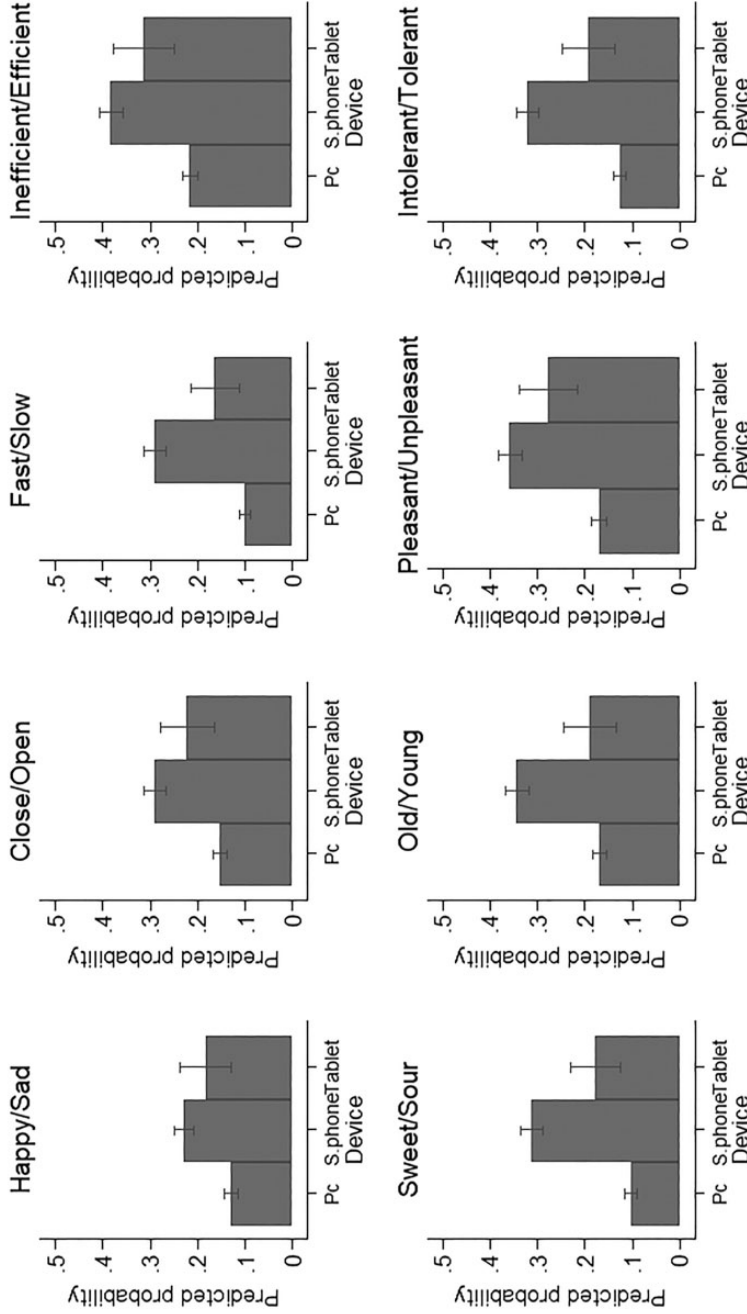 Happy/Sad
Predicted probability
.5
.4
.3
.2
.1
0
Pc S.phone Tablet
Device
Close/Open
Predicted probability
.5
.4
.3
.2
.1
0
Pc S.phone Tablet
Device
Fast/Slow
Predicted probability
.5
.4
.3
.2
.1
0
Pc S.phone Tablet
Device
Inefficient/Efficient
Predicted probability
.5
.4
.3
.2
.1
0
Pc S.phone Tablet
Device
Sweet/Sour
Predicted probability
.5
.4
.3
.2
.1
0
Pc S.phone Tablet
Device
Old/Young
Predicted probability
.5
.4
.3
.2
.1
0
Pc S.phone Tablet
Device
Pleasant/Unpleasant
Predicted probability
.5
.4
.3
.2
.1
0
Pc S.phone Tablet
Device
Intolerant/Tolerant
Predicted probability
.5
.4
.3
.2
.1
0
Pc S.phone Tablet
Device